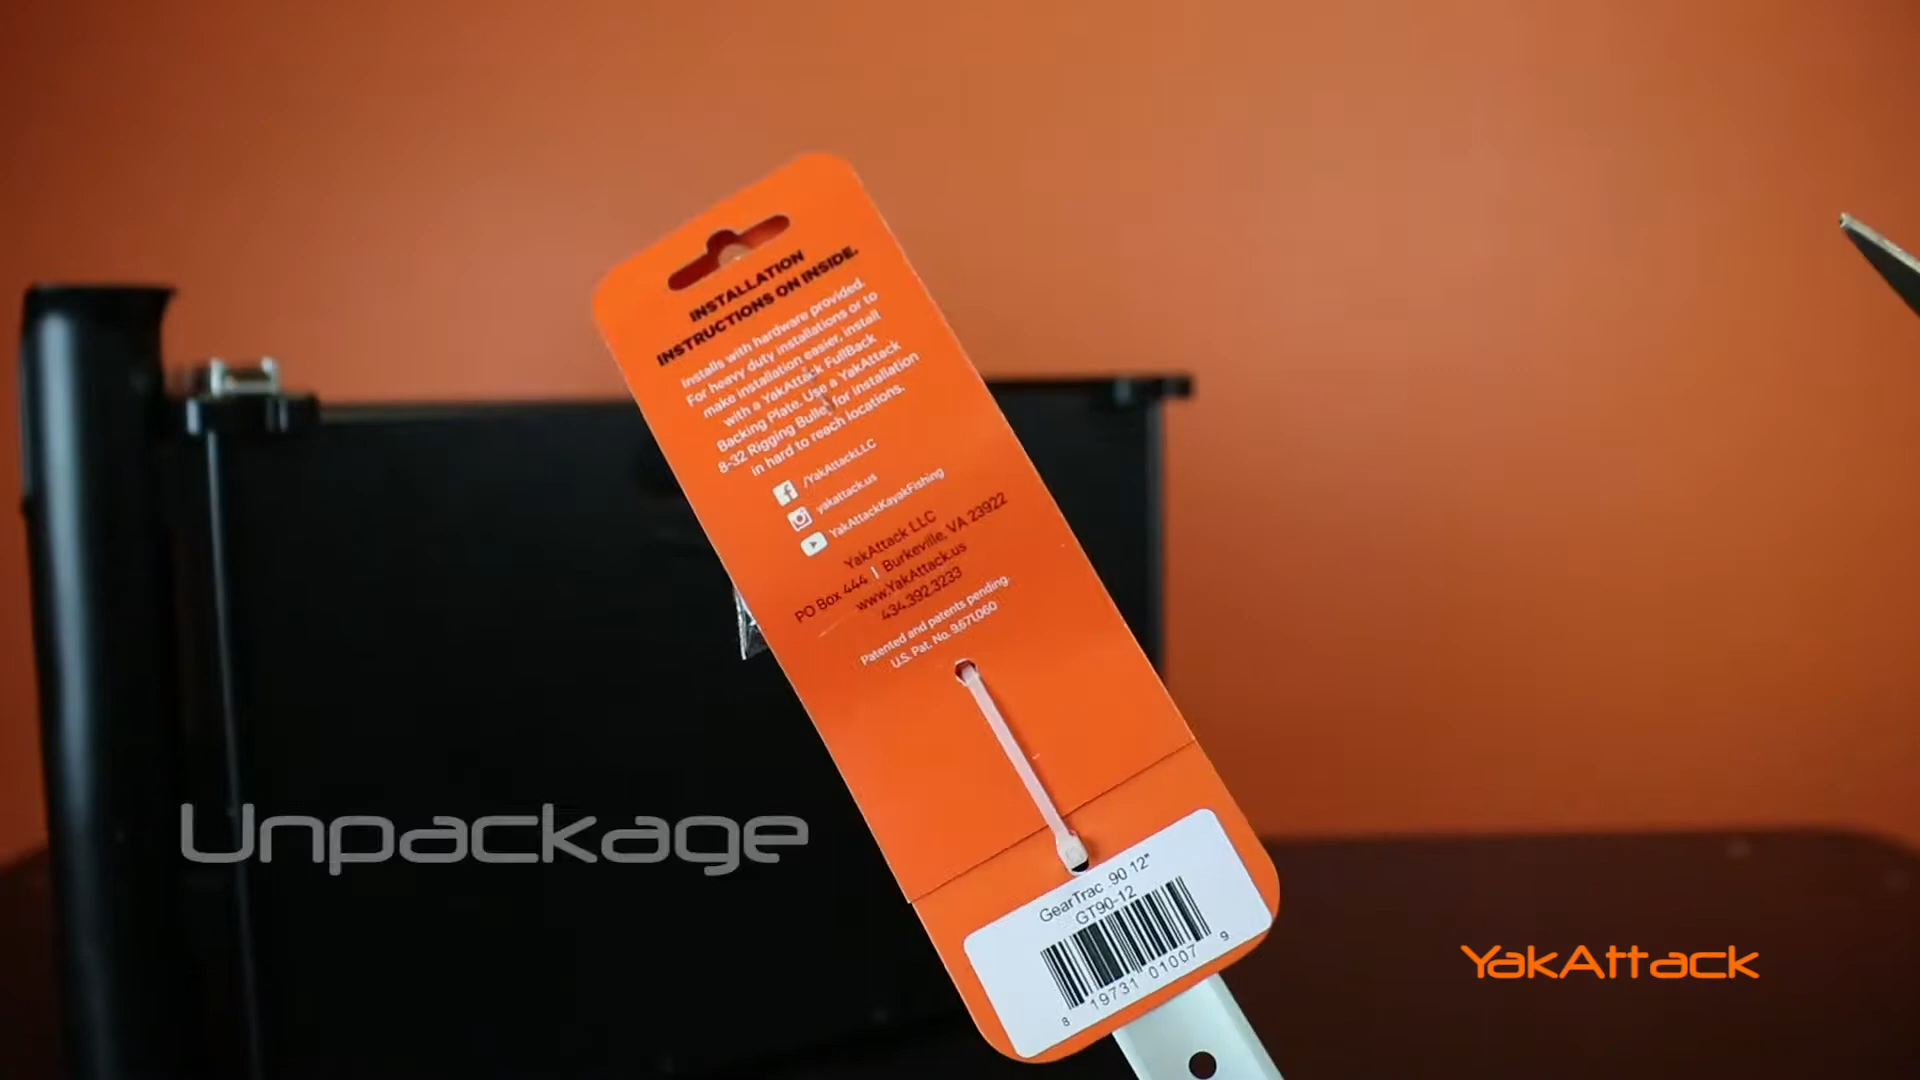 INSTALLATION
INSTRUCTIONS ON INSIDE.
Installs with hardware provided.
For heavy duty installations or to
make installation easier, install
with a YakAttack FullBack
Backing Plate. Use a YakAttack
8-32 Rigging Bullet for installation
in hard to reach locations.
/YakAttackLLC
yakattack.us
YakAttackKayakFishing
YakAttack LLC
PO Box 444 | Burkeville, VA 23922
www.YakAttack.us
434.392.3233
Patented and patents pending.
U.S. Pat. No. 9,671,060
GearTrac .90 12"
GT90-12
8 19731 01007 9
Unpackage
YakAttack